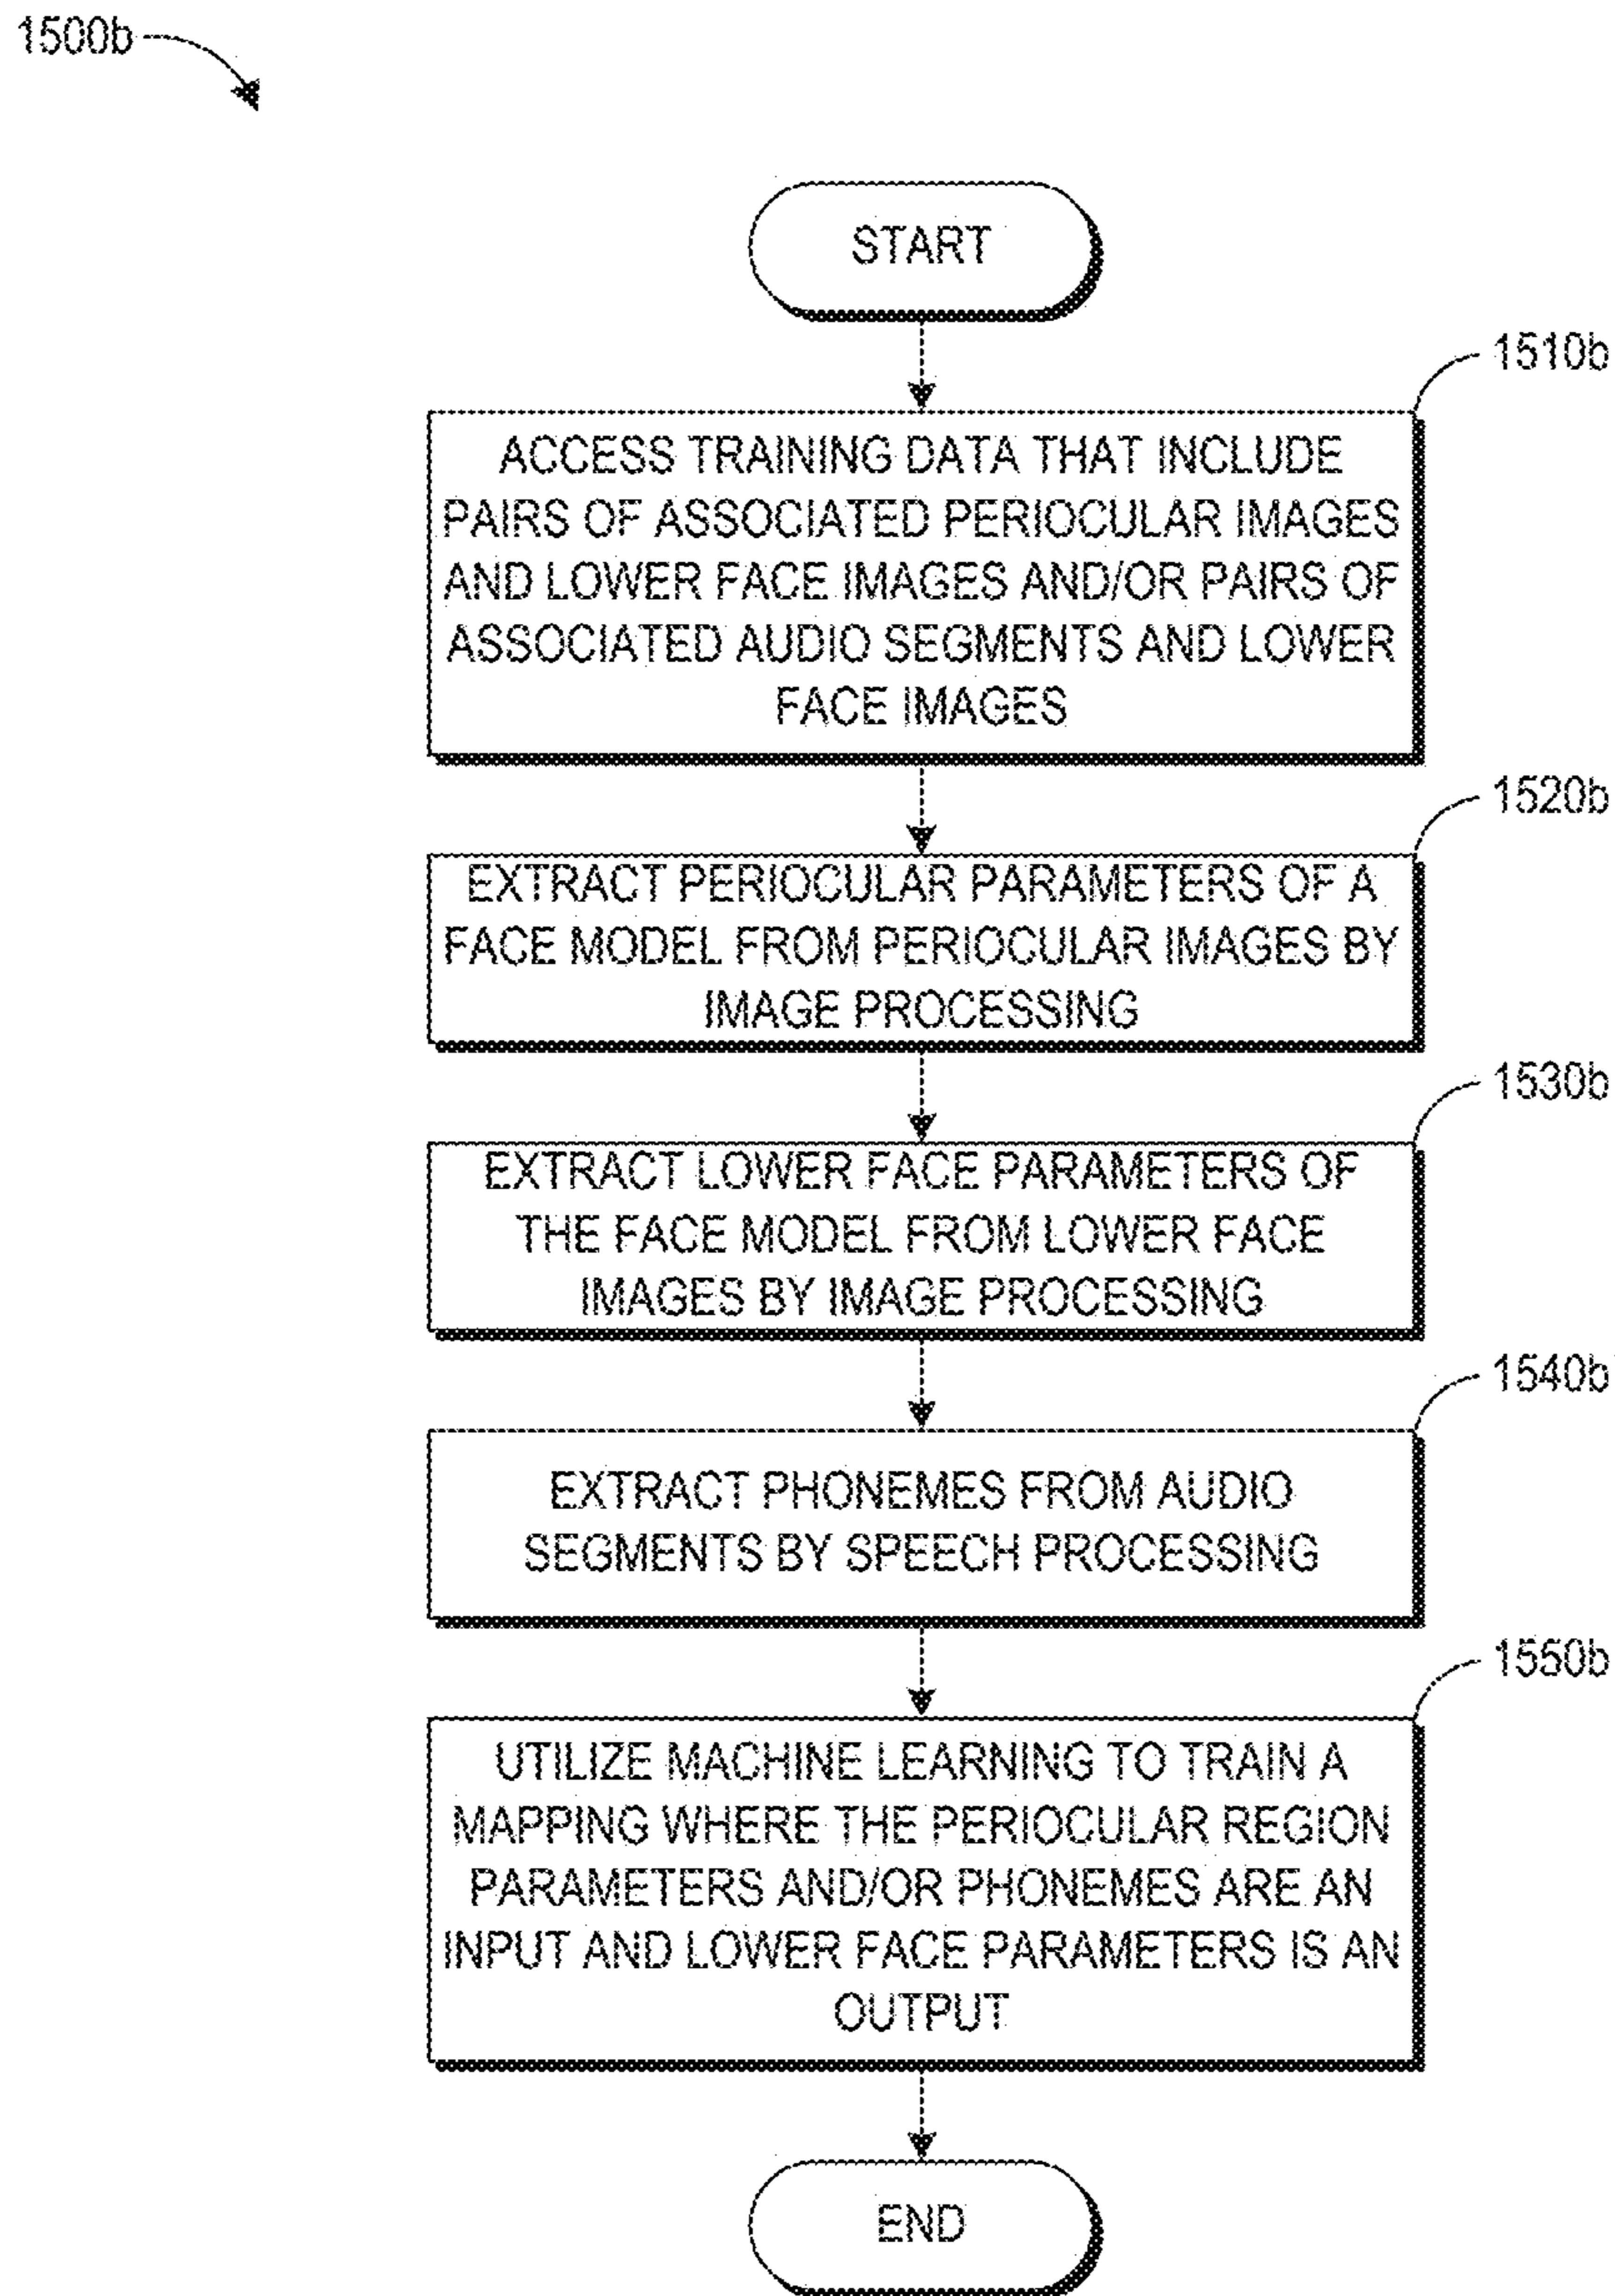 1500b
START
1510b
ACCESS TRAINING DATA THAT INCLUDE
PAIRS OF ASSOCIATED PERIOCULAR IMAGES
AND LOWER FACE IMAGES AND/OR PAIRS OF
ASSOCIATED AUDIO SEGMENTS AND LOWER
FACE IMAGES
1520b
EXTRACT PERIOCULAR PARAMETERS OF A
FACE MODEL FROM PERIOCULAR IMAGES BY
IMAGE PROCESSING
1530b
EXTRACT LOWER FACE PARAMETERS OF
THE FACE MODEL FROM LOWER FACE
IMAGES BY IMAGE PROCESSING
1540b
EXTRACT PHONEMES FROM AUDIO
SEGMENTS BY SPEECH PROCESSING
1550b
UTILIZE MACHINE LEARNING TO TRAIN A
MAPPING WHERE THE PERIOCULAR REGION
PARAMETERS AND/OR PHONEMES ARE AN
INPUT AND LOWER FACE PARAMETERS IS AN
OUTPUT
END